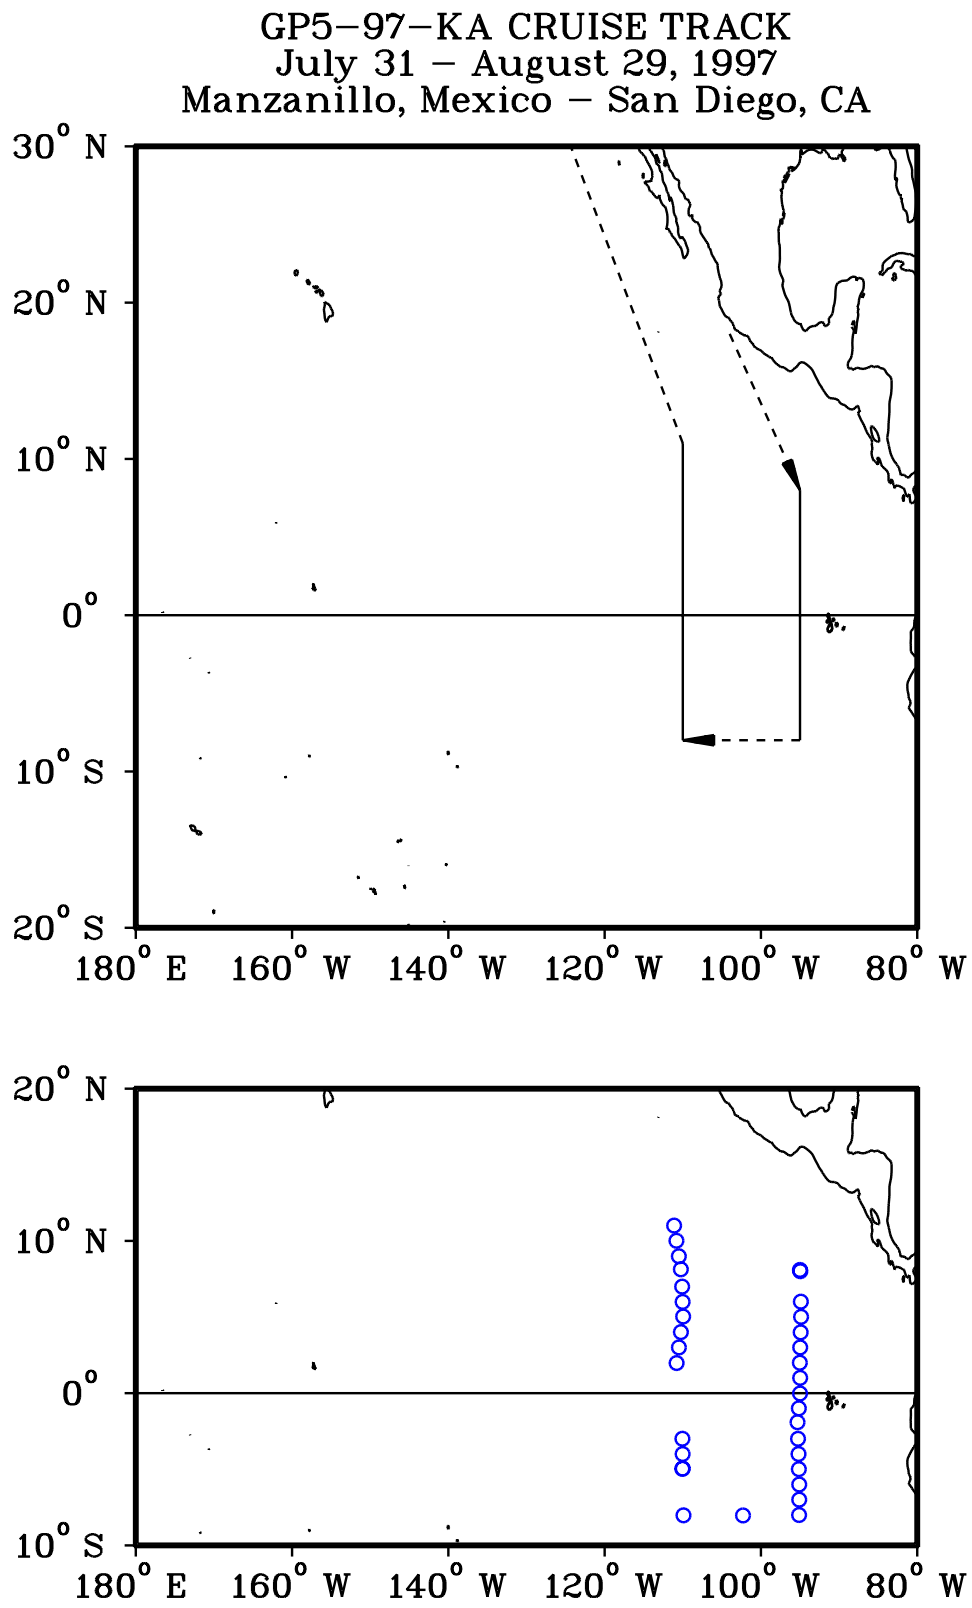 GP5-97-KA CRUISE TRACK
July 31 - August 29, 1997
Manzanillo, Mexico - San Diego, CA
30° N
20° N
10° N
0°
10° S
20° S
180° E 160° W 140° W 120° W 100° W 80° W
20° N
10° N
0°
10° S
180° E 160° W 140° W 120° W 100° W 80° W